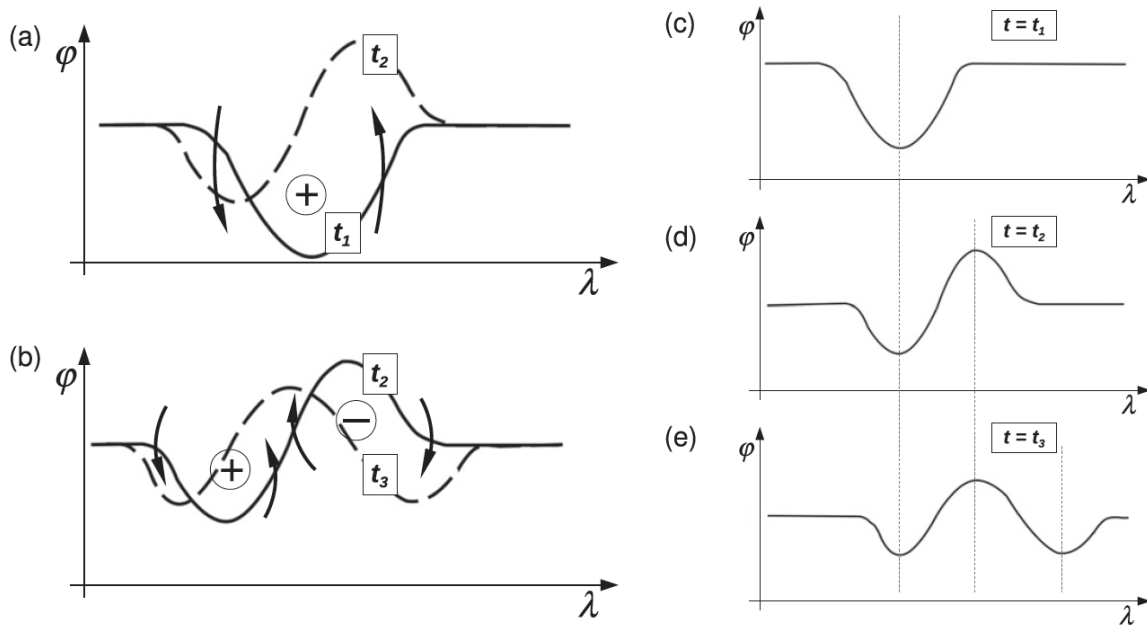 (a)
φ
t2
+
t1
λ
(b)
φ
t2
−
+
t3
λ
(c)
φ
t = t1
λ
(d)
φ
t = t2
λ
(e)
φ
t = t3
λ